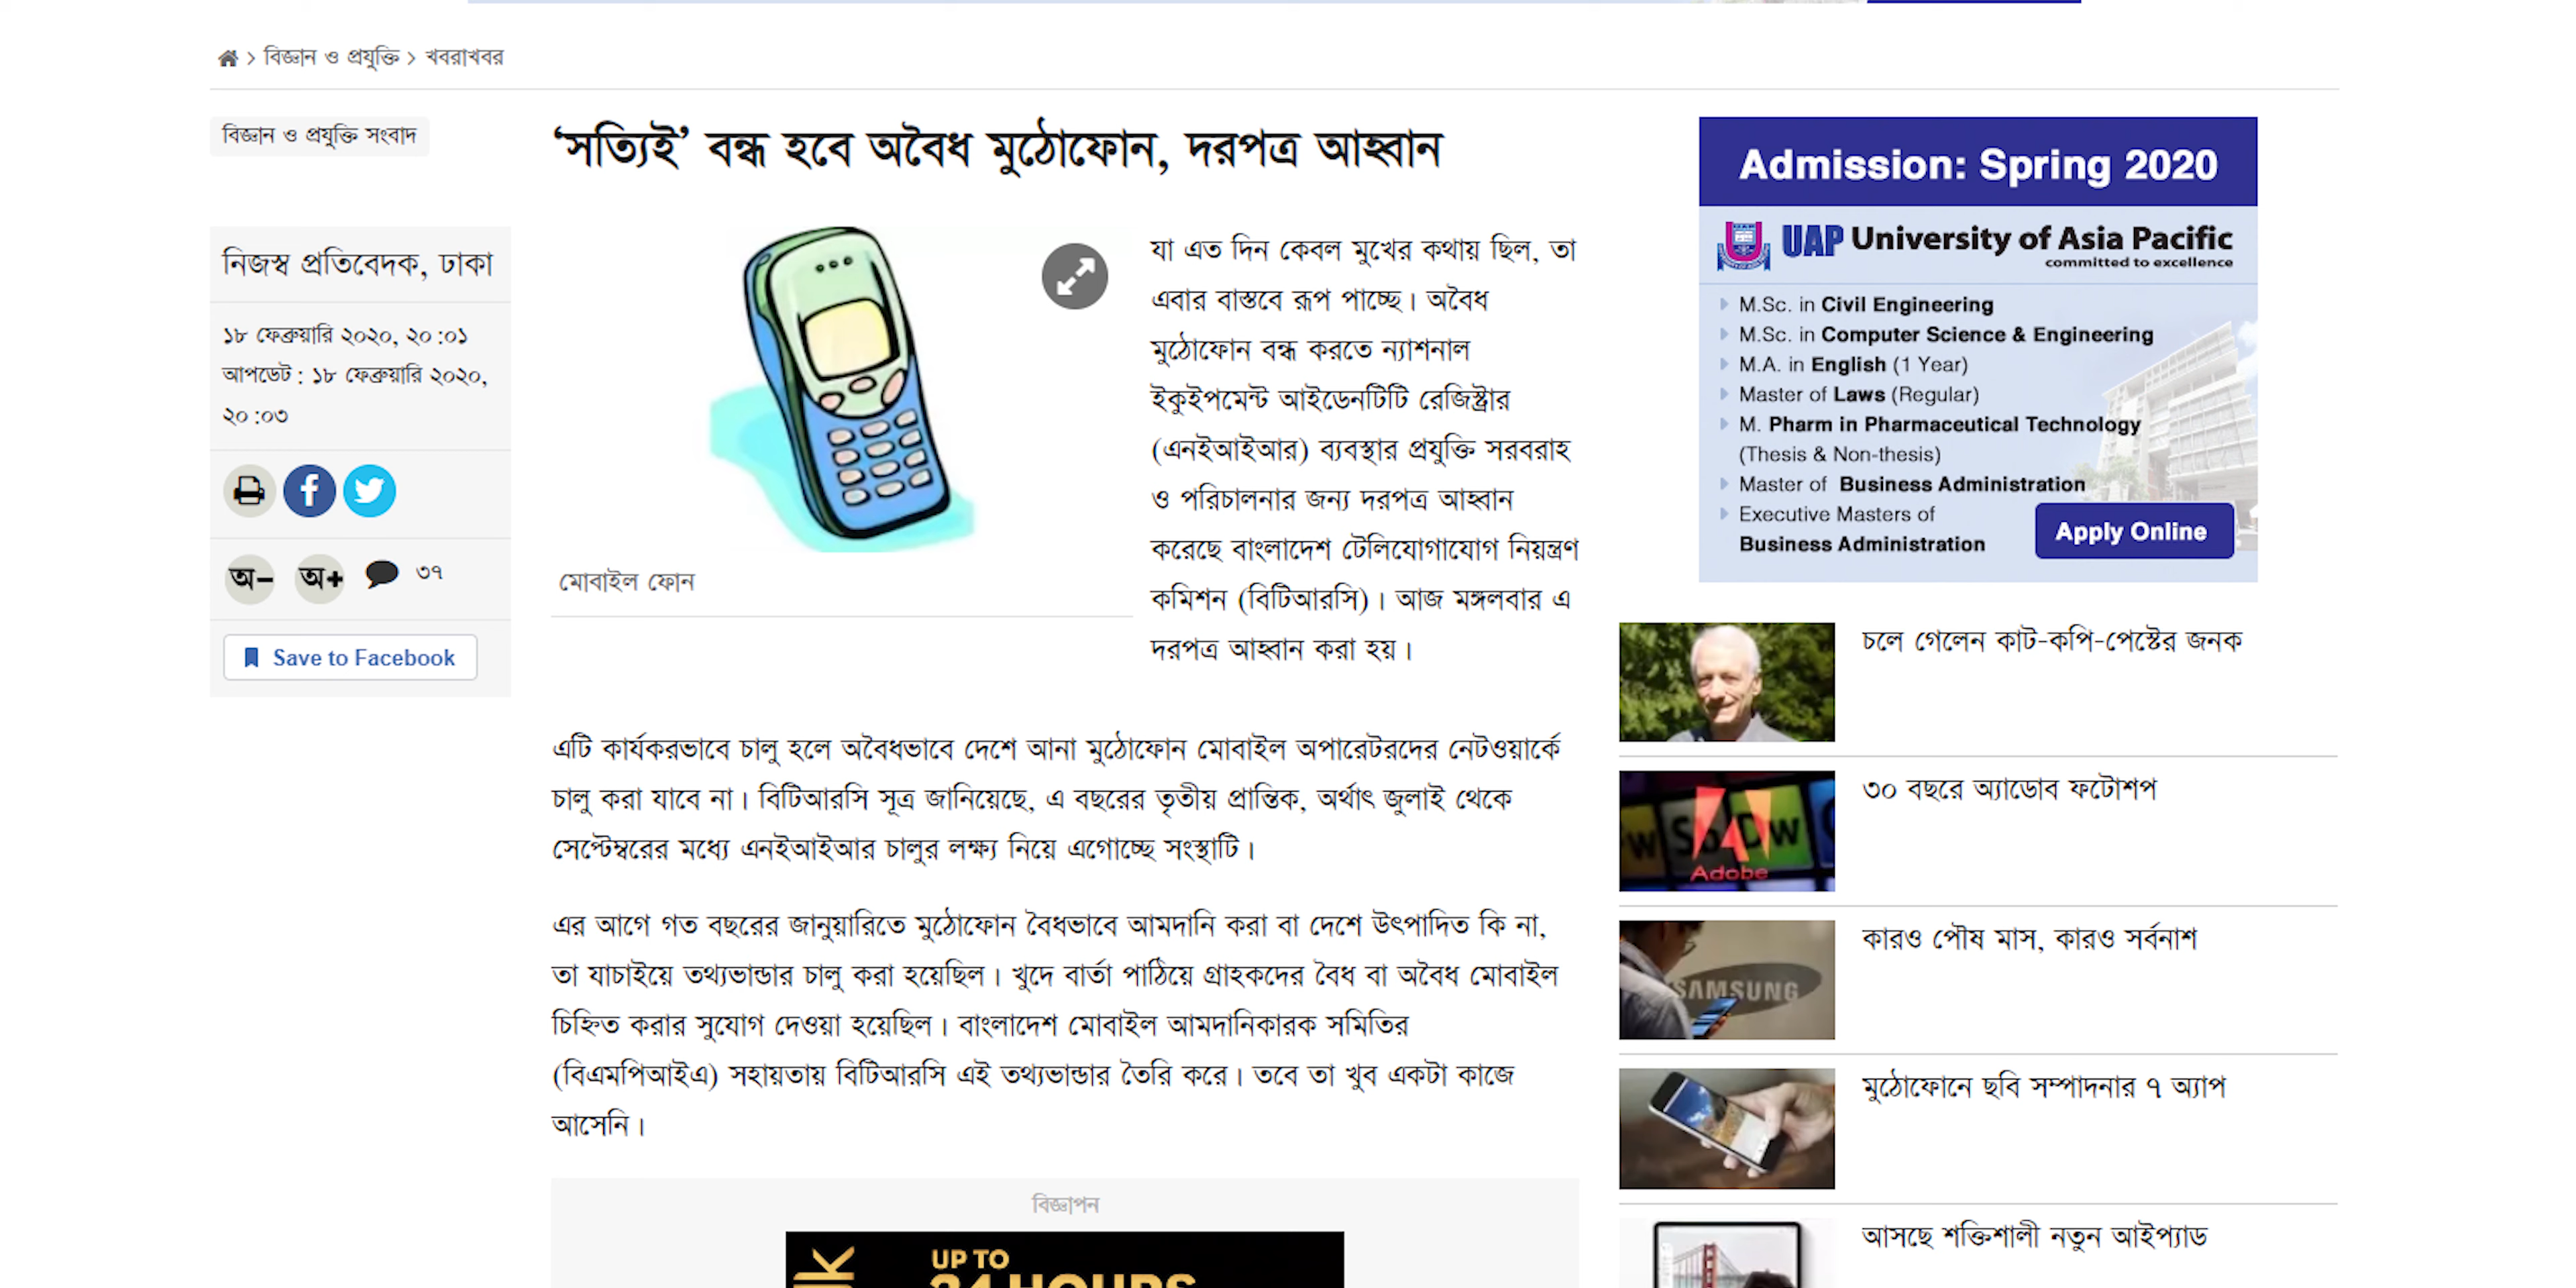 বিজ্ঞান ও প্রযুক্তি > খবরাখবর
বিজ্ঞান ও প্রযুক্তি সংবাদ
‘সত্যিই’ বন্ধ হবে অবৈধ মুঠোফোন, দরপত্র আহ্বান
নিজস্ব প্রতিবেদক, ঢাকা
১৮ ফেব্রুয়ারি ২০২০, ২০:০১
আপডেট : ১৮ ফেব্রুয়ারি ২০২০,
২০:০৩
অ- অ+ ৩৭
Save to Facebook
মোবাইল ফোন
যা এত দিন কেবল মুখের কথায় ছিল, তা
এবার বাস্তবে রূপ পাচ্ছে। অবৈধ
মুঠোফোন বন্ধ করতে ন্যাশনাল
ইকুইপমেন্ট আইডেনটিটি রেজিস্ট্রার
(এনইআইআর) ব্যবস্থার প্রযুক্তি সরবরাহ
ও পরিচালনার জন্য দরপত্র আহ্বান
করেছে বাংলাদেশ টেলিযোগাযোগ নিয়ন্ত্রণ
কমিশন (বিটিআরসি)। আজ মঙ্গলবার এ
দরপত্র আহ্বান করা হয়।
এটি কার্যকরভাবে চালু হলে অবৈধভাবে দেশে আনা মুঠোফোন মোবাইল অপারেটরদের নেটওয়ার্কে
চালু করা যাবে না। বিটিআরসি সূত্র জানিয়েছে, এ বছরের তৃতীয় প্রান্তিক, অর্থাৎ জুলাই থেকে
সেপ্টেম্বরের মধ্যে এনইআইআর চালুর লক্ষ্য নিয়ে এগোচ্ছে সংস্থাটি।
এর আগে গত বছরের জানুয়ারিতে মুঠোফোন বৈধভাবে আমদানি করা বা দেশে উৎপাদিত কি না,
তা যাচাইয়ে তথ্যভান্ডার চালু করা হয়েছিল। খুদে বার্তা পাঠিয়ে গ্রাহকদের বৈধ বা অবৈধ মোবাইল
চিহ্নিত করার সুযোগ দেওয়া হয়েছিল। বাংলাদেশ মোবাইল আমদানিকারক সমিতির
(বিএমপিআইএ) সহায়তায় বিটিআরসি এই তথ্যভান্ডার তৈরি করে। তবে তা খুব একটা কাজে
আসেনি।
বিজ্ঞাপন
UP TO
24 HOURS
Admission: Spring 2020
UAP University of Asia Pacific
committed to excellence
M.Sc. in Civil Engineering
M.Sc. in Computer Science & Engineering
M.A. in English (1 Year)
Master of Laws (Regular)
M. Pharm in Pharmaceutical Technology
(Thesis & Non-thesis)
Master of Business Administration
Executive Masters of
Business Administration
Apply Online
চলে গেলেন কাট-কপি-পেস্টের জনক
৩০ বছরে অ্যাডোব ফটোশপ
Adobe
কারও পৌষ মাস, কারও সর্বনাশ
SAMSUNG
মুঠোফোনে ছবি সম্পাদনার ৭ অ্যাপ
আসছে শক্তিশালী নতুন আইপ্যাড